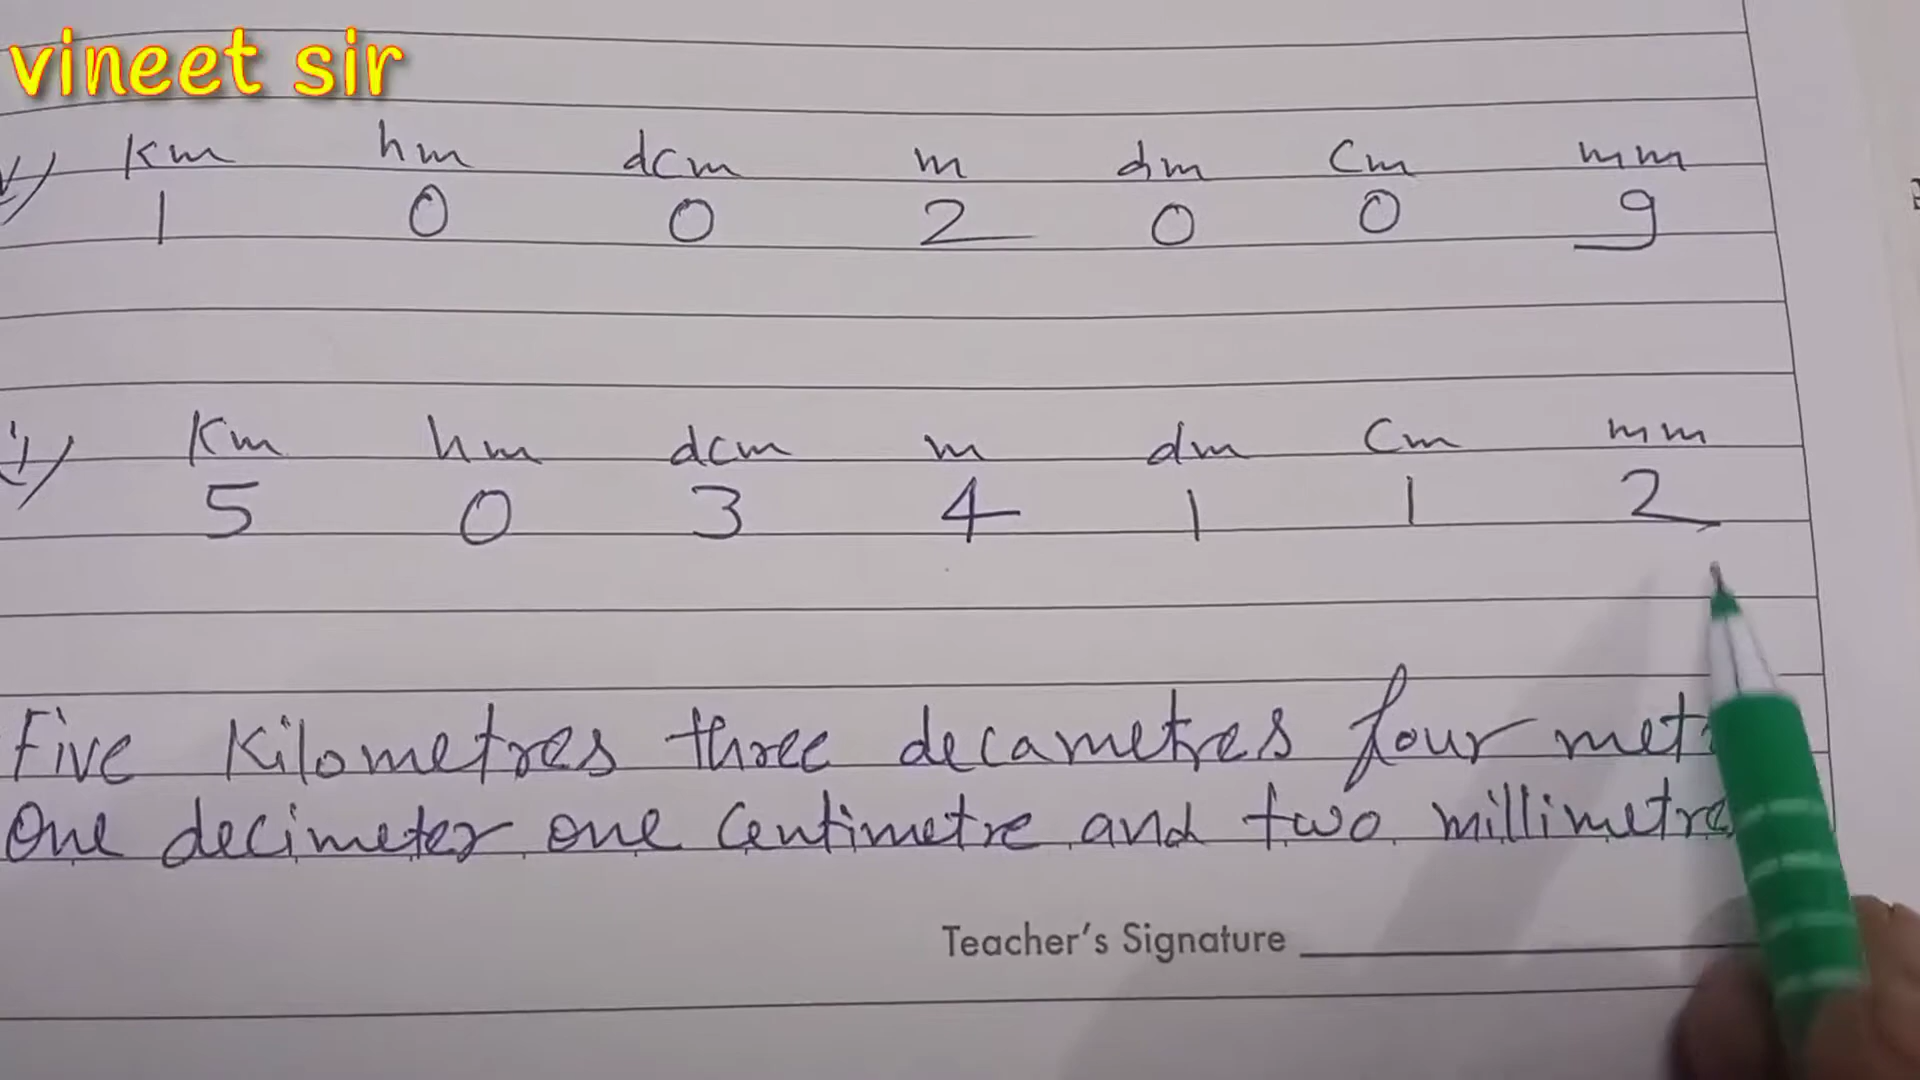 vineet sir
Km hm dcm m dm cm mm
1 0 0 2 0 0 9
Km hm dcm m dm cm mm
5 0 3 4 1 1 2
Five Kilometres three decametres four
One decimeter one centimetre and two millimetre
Teacher's Signature